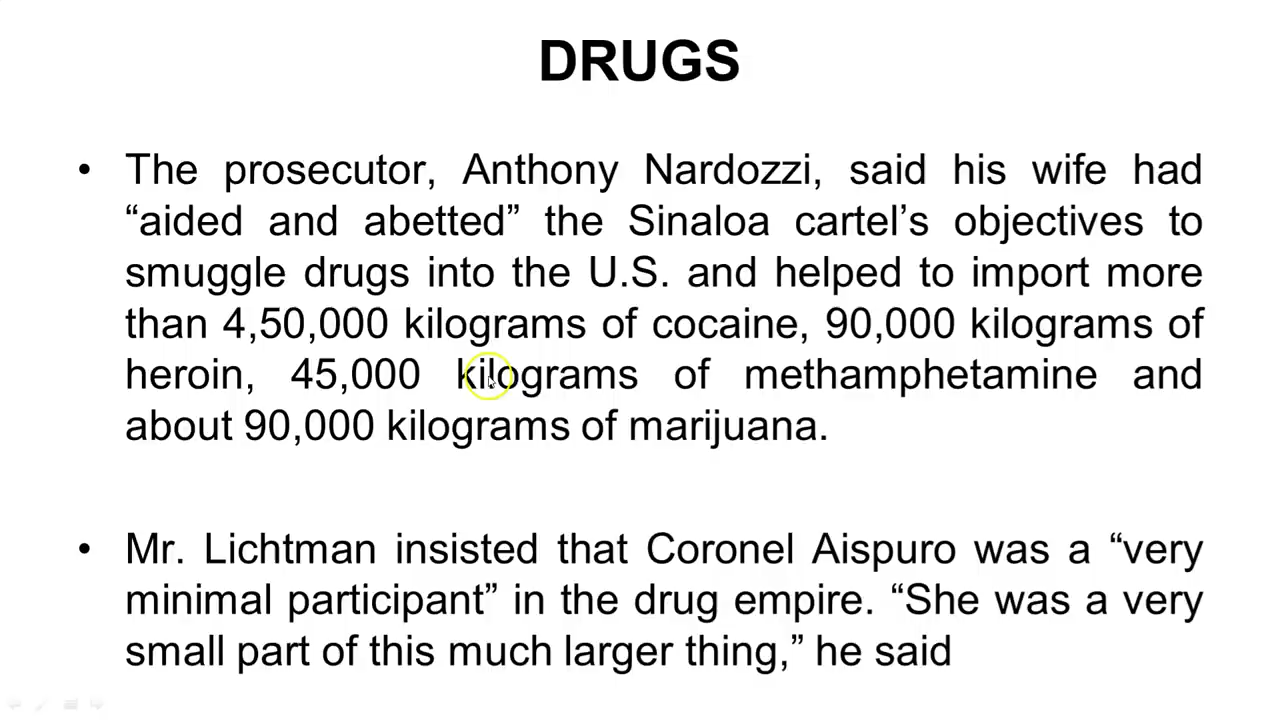 DRUGS
• The prosecutor, Anthony Nardozzi, said his wife had
“aided and abetted” the Sinaloa cartel’s objectives to
smuggle drugs into the U.S. and helped to import more
than 4,50,000 kilograms of cocaine, 90,000 kilograms of
heroin, 45,000 kilograms of methamphetamine and
about 90,000 kilograms of marijuana.
• Mr. Lichtman insisted that Coronel Aispuro was a “very
minimal participant” in the drug empire. “She was a very
small part of this much larger thing,” he said